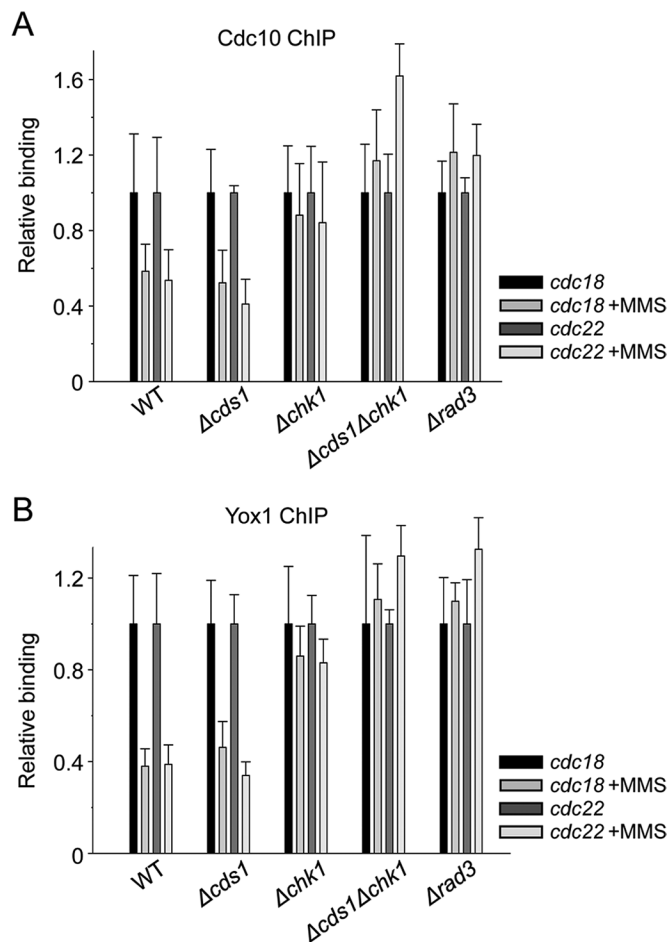 A
Cdc10 ChIP
Relative binding
1.6
1.2
0.8
0.4
0
WT
Δcds1
Δchk1
Δcds1Δchk1
Δrad3
cdc18
cdc18 +MMS
cdc22
cdc22 +MMS
B
Yox1 ChIP
Relative binding
1.2
0.8
0.4
0
WT
Δcds1
Δchk1
Δcds1Δchk1
Δrad3
cdc18
cdc18 +MMS
cdc22
cdc22 +MMS